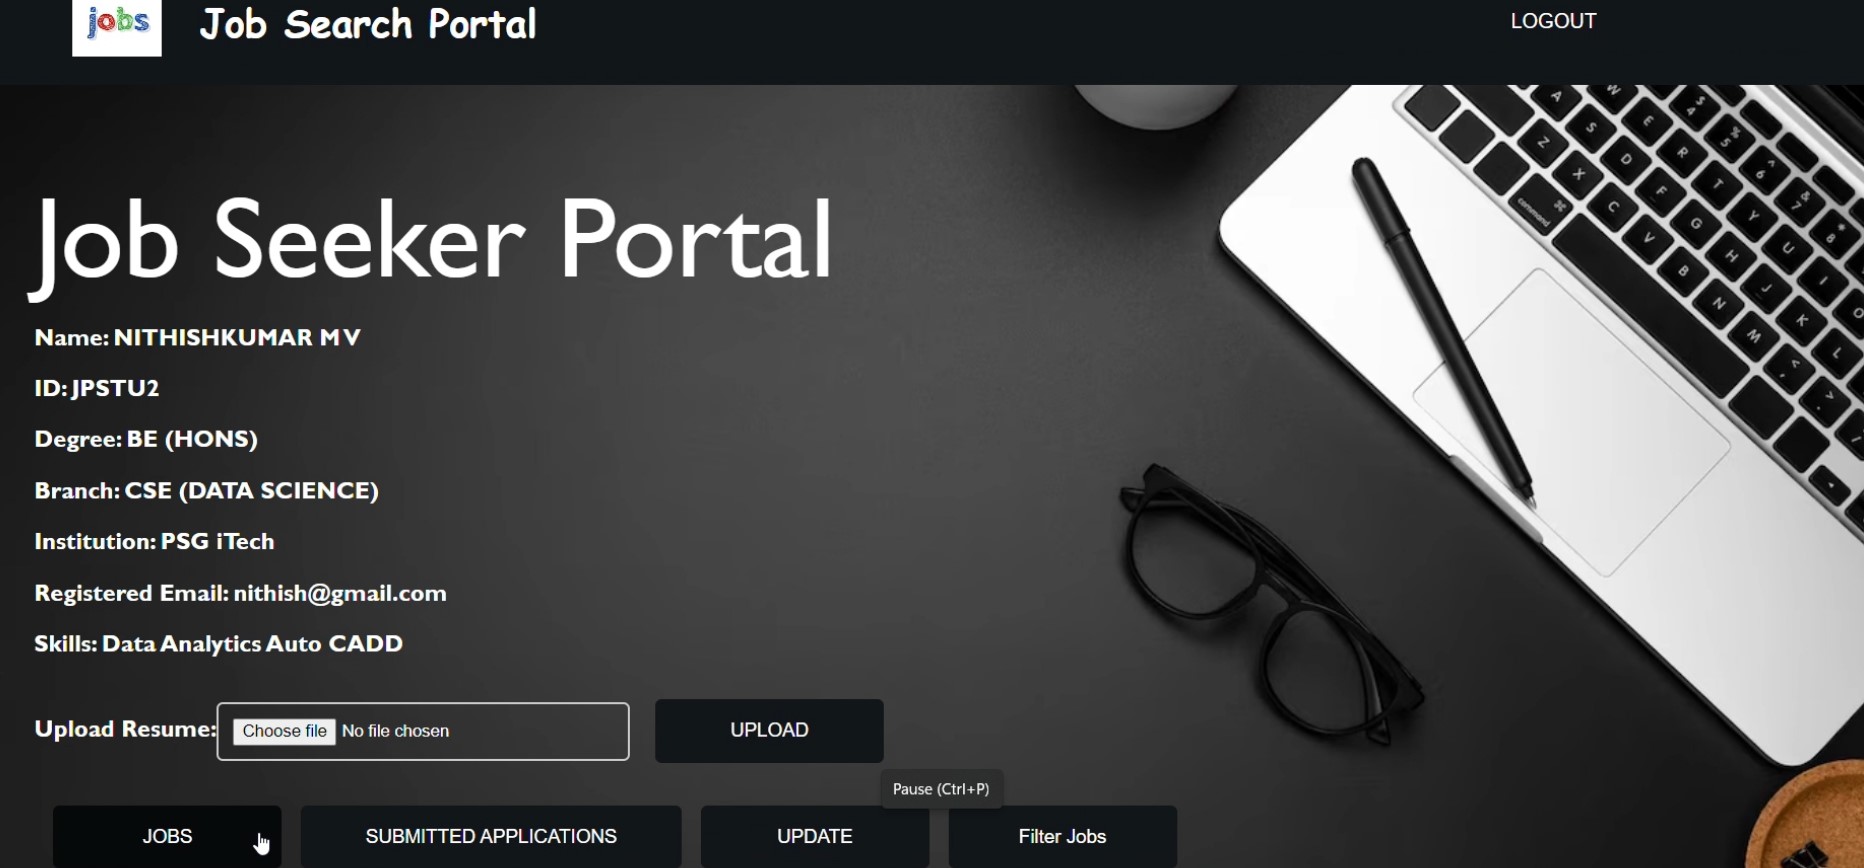 jobs
Job Search Portal
LOGOUT
Job Seeker Portal
Name: NITHISHKUMAR M V
ID: JPSTU2
Degree: BE (HONS)
Branch: CSE (DATA SCIENCE)
Institution: PSG iTech
Registered Email: nithish@gmail.com
Skills: Data Analytics Auto CADD
Upload Resume: Choose file No file chosen UPLOAD
Pause (Ctrl+P)
JOBS SUBMITTED APPLICATIONS UPDATE Filter Jobs